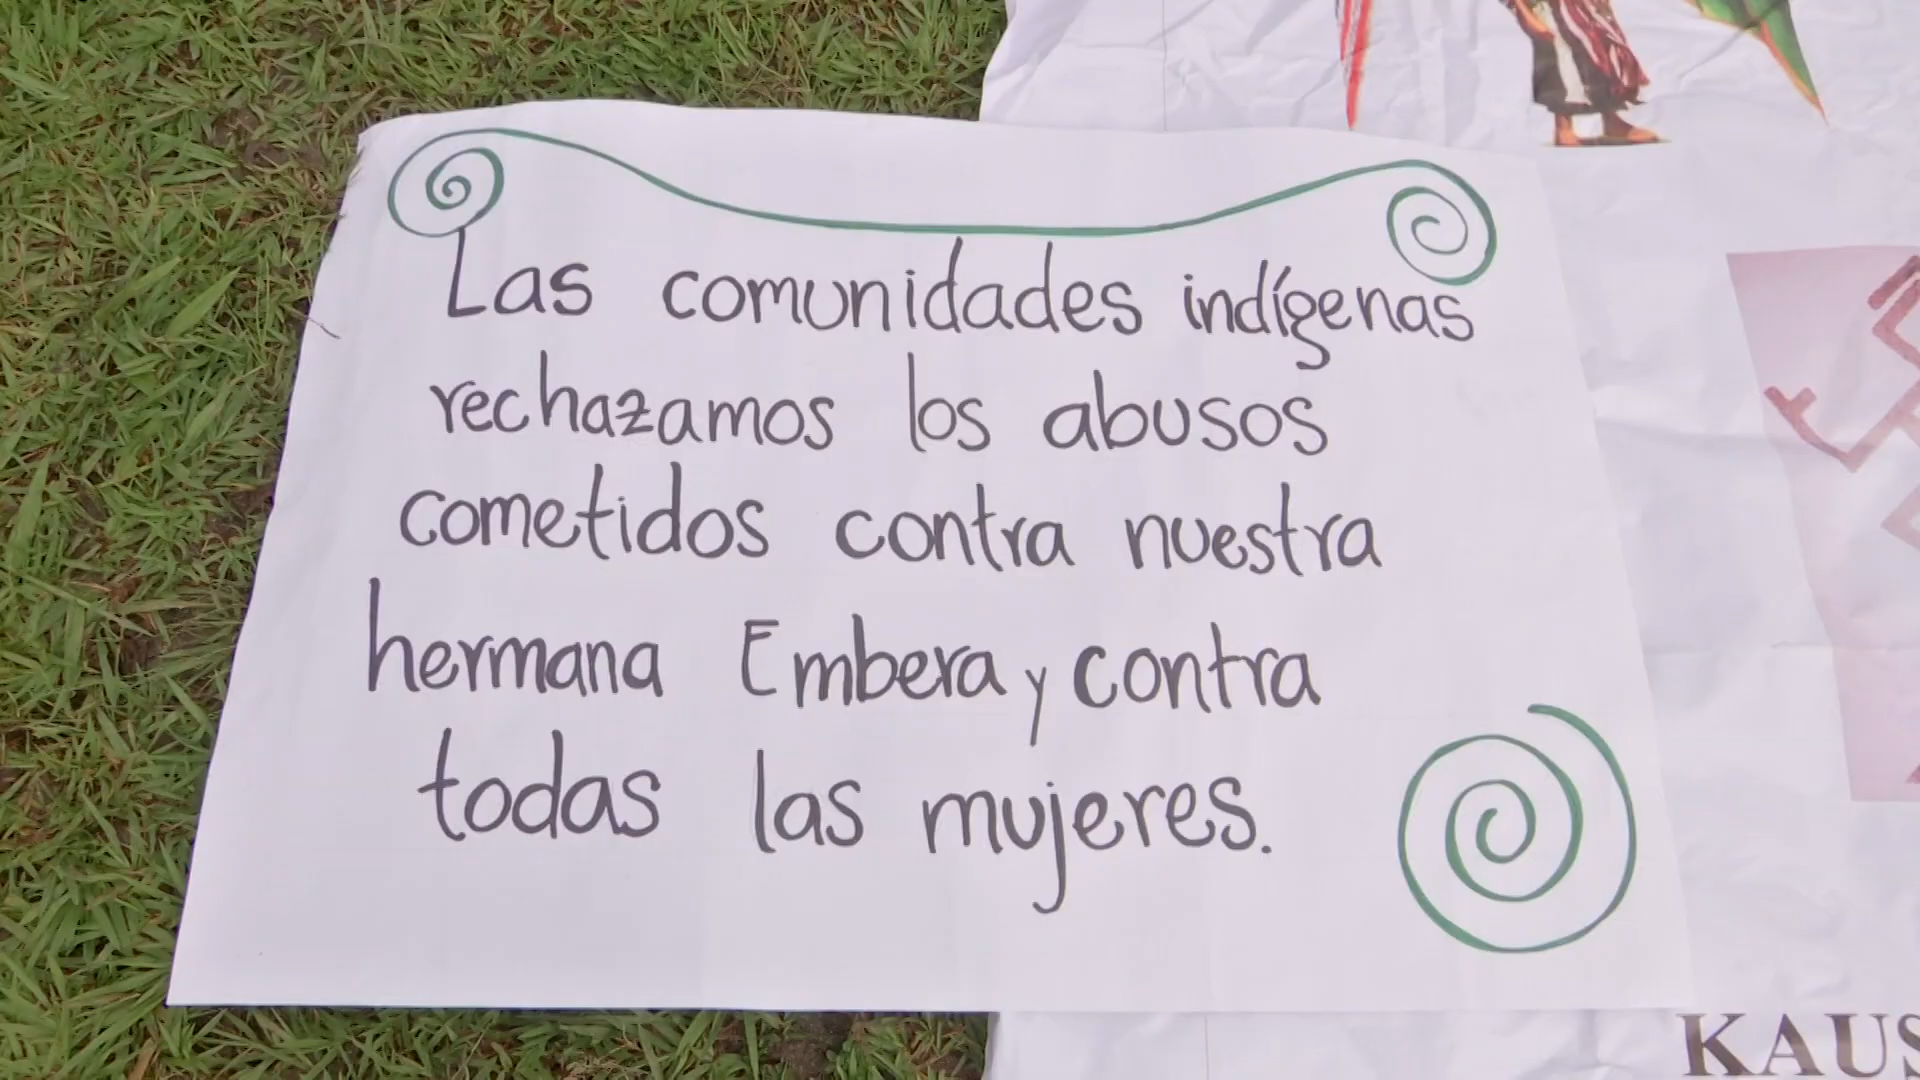 Las comunidades indígenas
rechazamos los abusos
cometidos contra nuestra
hermana Embera y contra
todas las mujeres.
KAUS